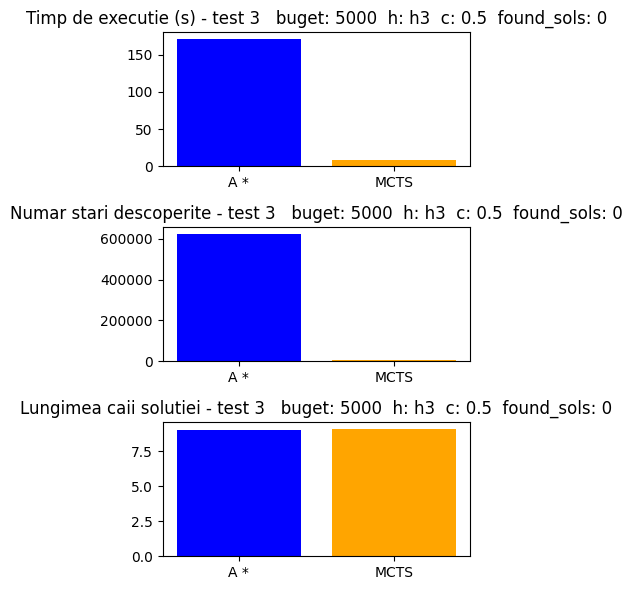 Timp de executie (s) - test 3   buget: 5000  h: h3  c: 0.5  found_sols: 0
150
100
50
0
A *
MCTS
Numar stari descoperite - test 3   buget: 5000  h: h3  c: 0.5  found_sols: 0
600000
400000
200000
0
A *
MCTS
Lungimea caii solutiei - test 3   buget: 5000  h: h3  c: 0.5  found_sols: 0
7.5
5.0
2.5
0.0
A *
MCTS